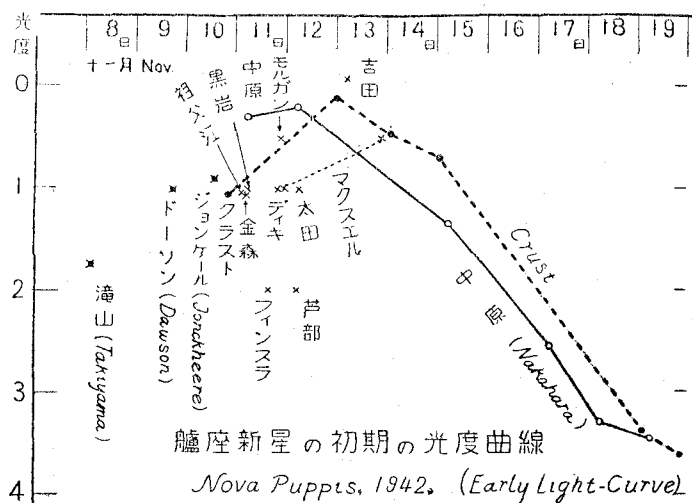 光度
8日 9 10 11日 12 13 14日 15 16 17日 18 19
十一月 Nov.
0
1
2
3
4
祖父江
黒岩
中原
モルガン
吉田
滝山 (Takiyama)
ドーソン (Dawson)
ジョンケール (Jonckheere)
クラスト
金森
フィンスラ
ディキ
太田
芦部
マクスエル
Crust
中原 (Nakahara)
艫座新星の初期の光度曲線
Nova Puppis, 1942. (Early Light-Curve)